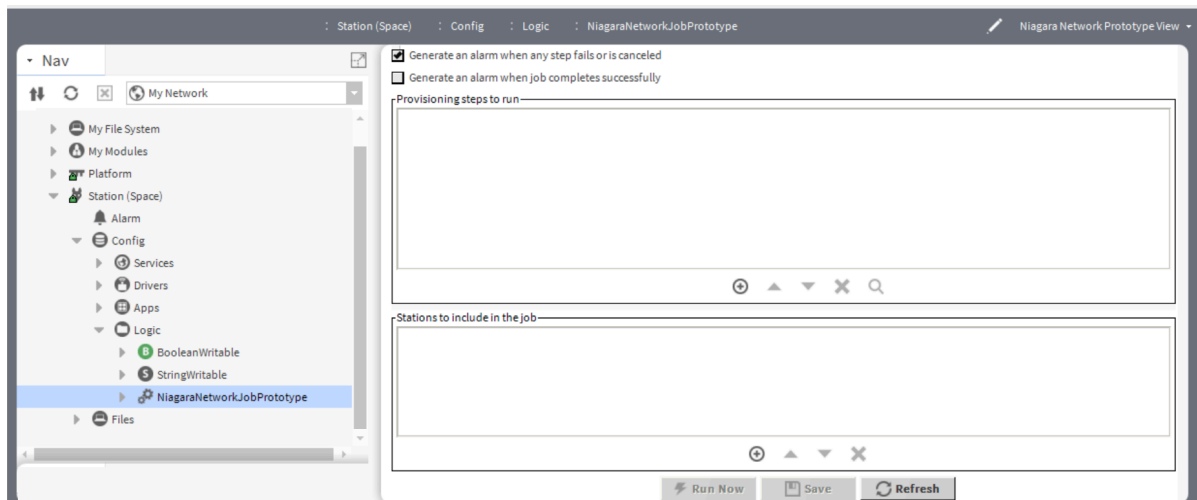 : Station (Space) : Config : Logic : NiagaraNetworkJobPrototype Niagara Network Prototype View
Nav
My Network
My File System
My Modules
Platform
Station (Space)
Alarm
Config
Services
Drivers
Apps
Logic
B BooleanWritable
S StringWritable
NiagaraNetworkJobPrototype
Files
Generate an alarm when any step fails or is canceled
Generate an alarm when job completes successfully
Provisioning steps to run
Stations to include in the job
Run Now Save Refresh